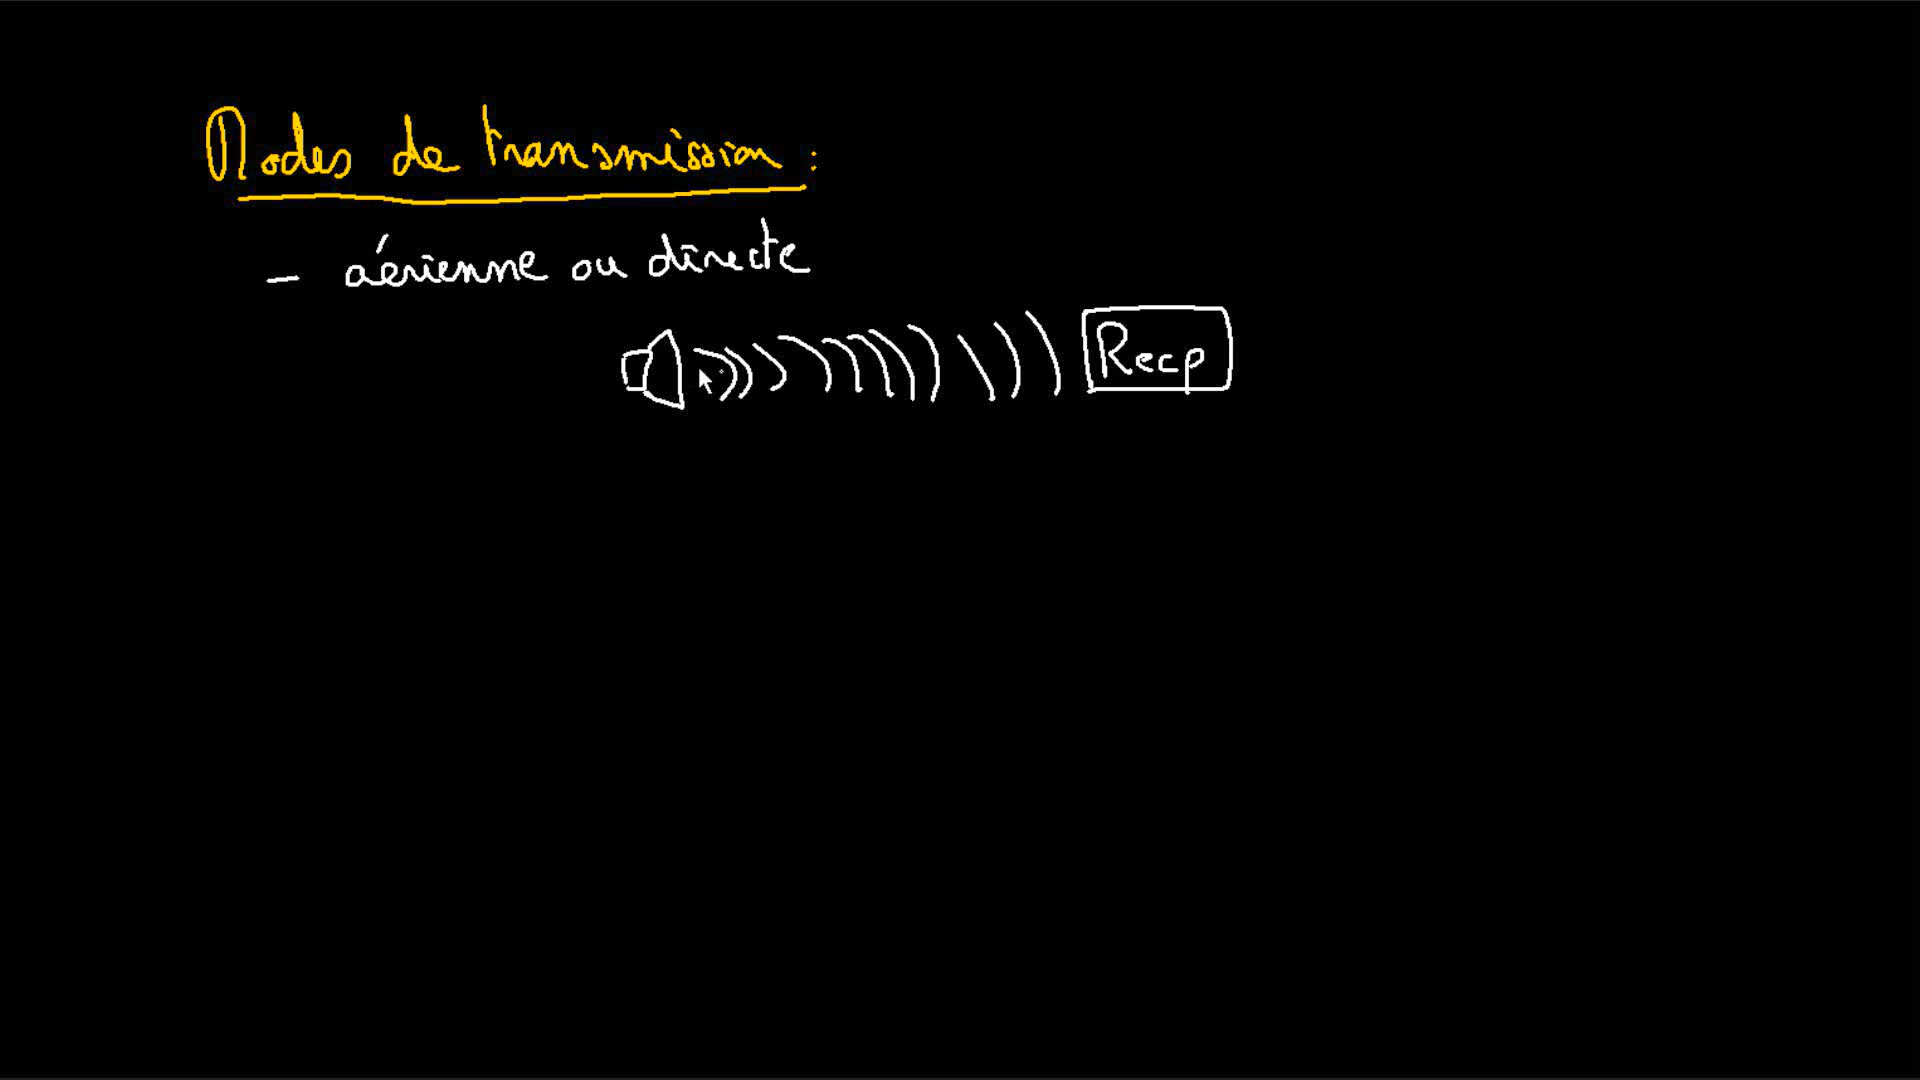 Modes de transmission :
- aérienne ou directe
Recp